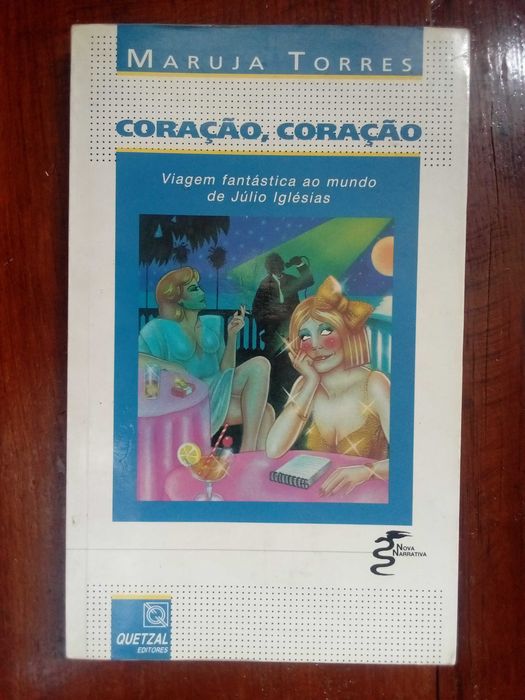 MARUJA TORRES
CORAÇÃO, CORAÇÃO
Viagem fantástica ao mundo
de Júlio Iglésias
NOVA
NARRATIVA
QUETZAL
EDITORES